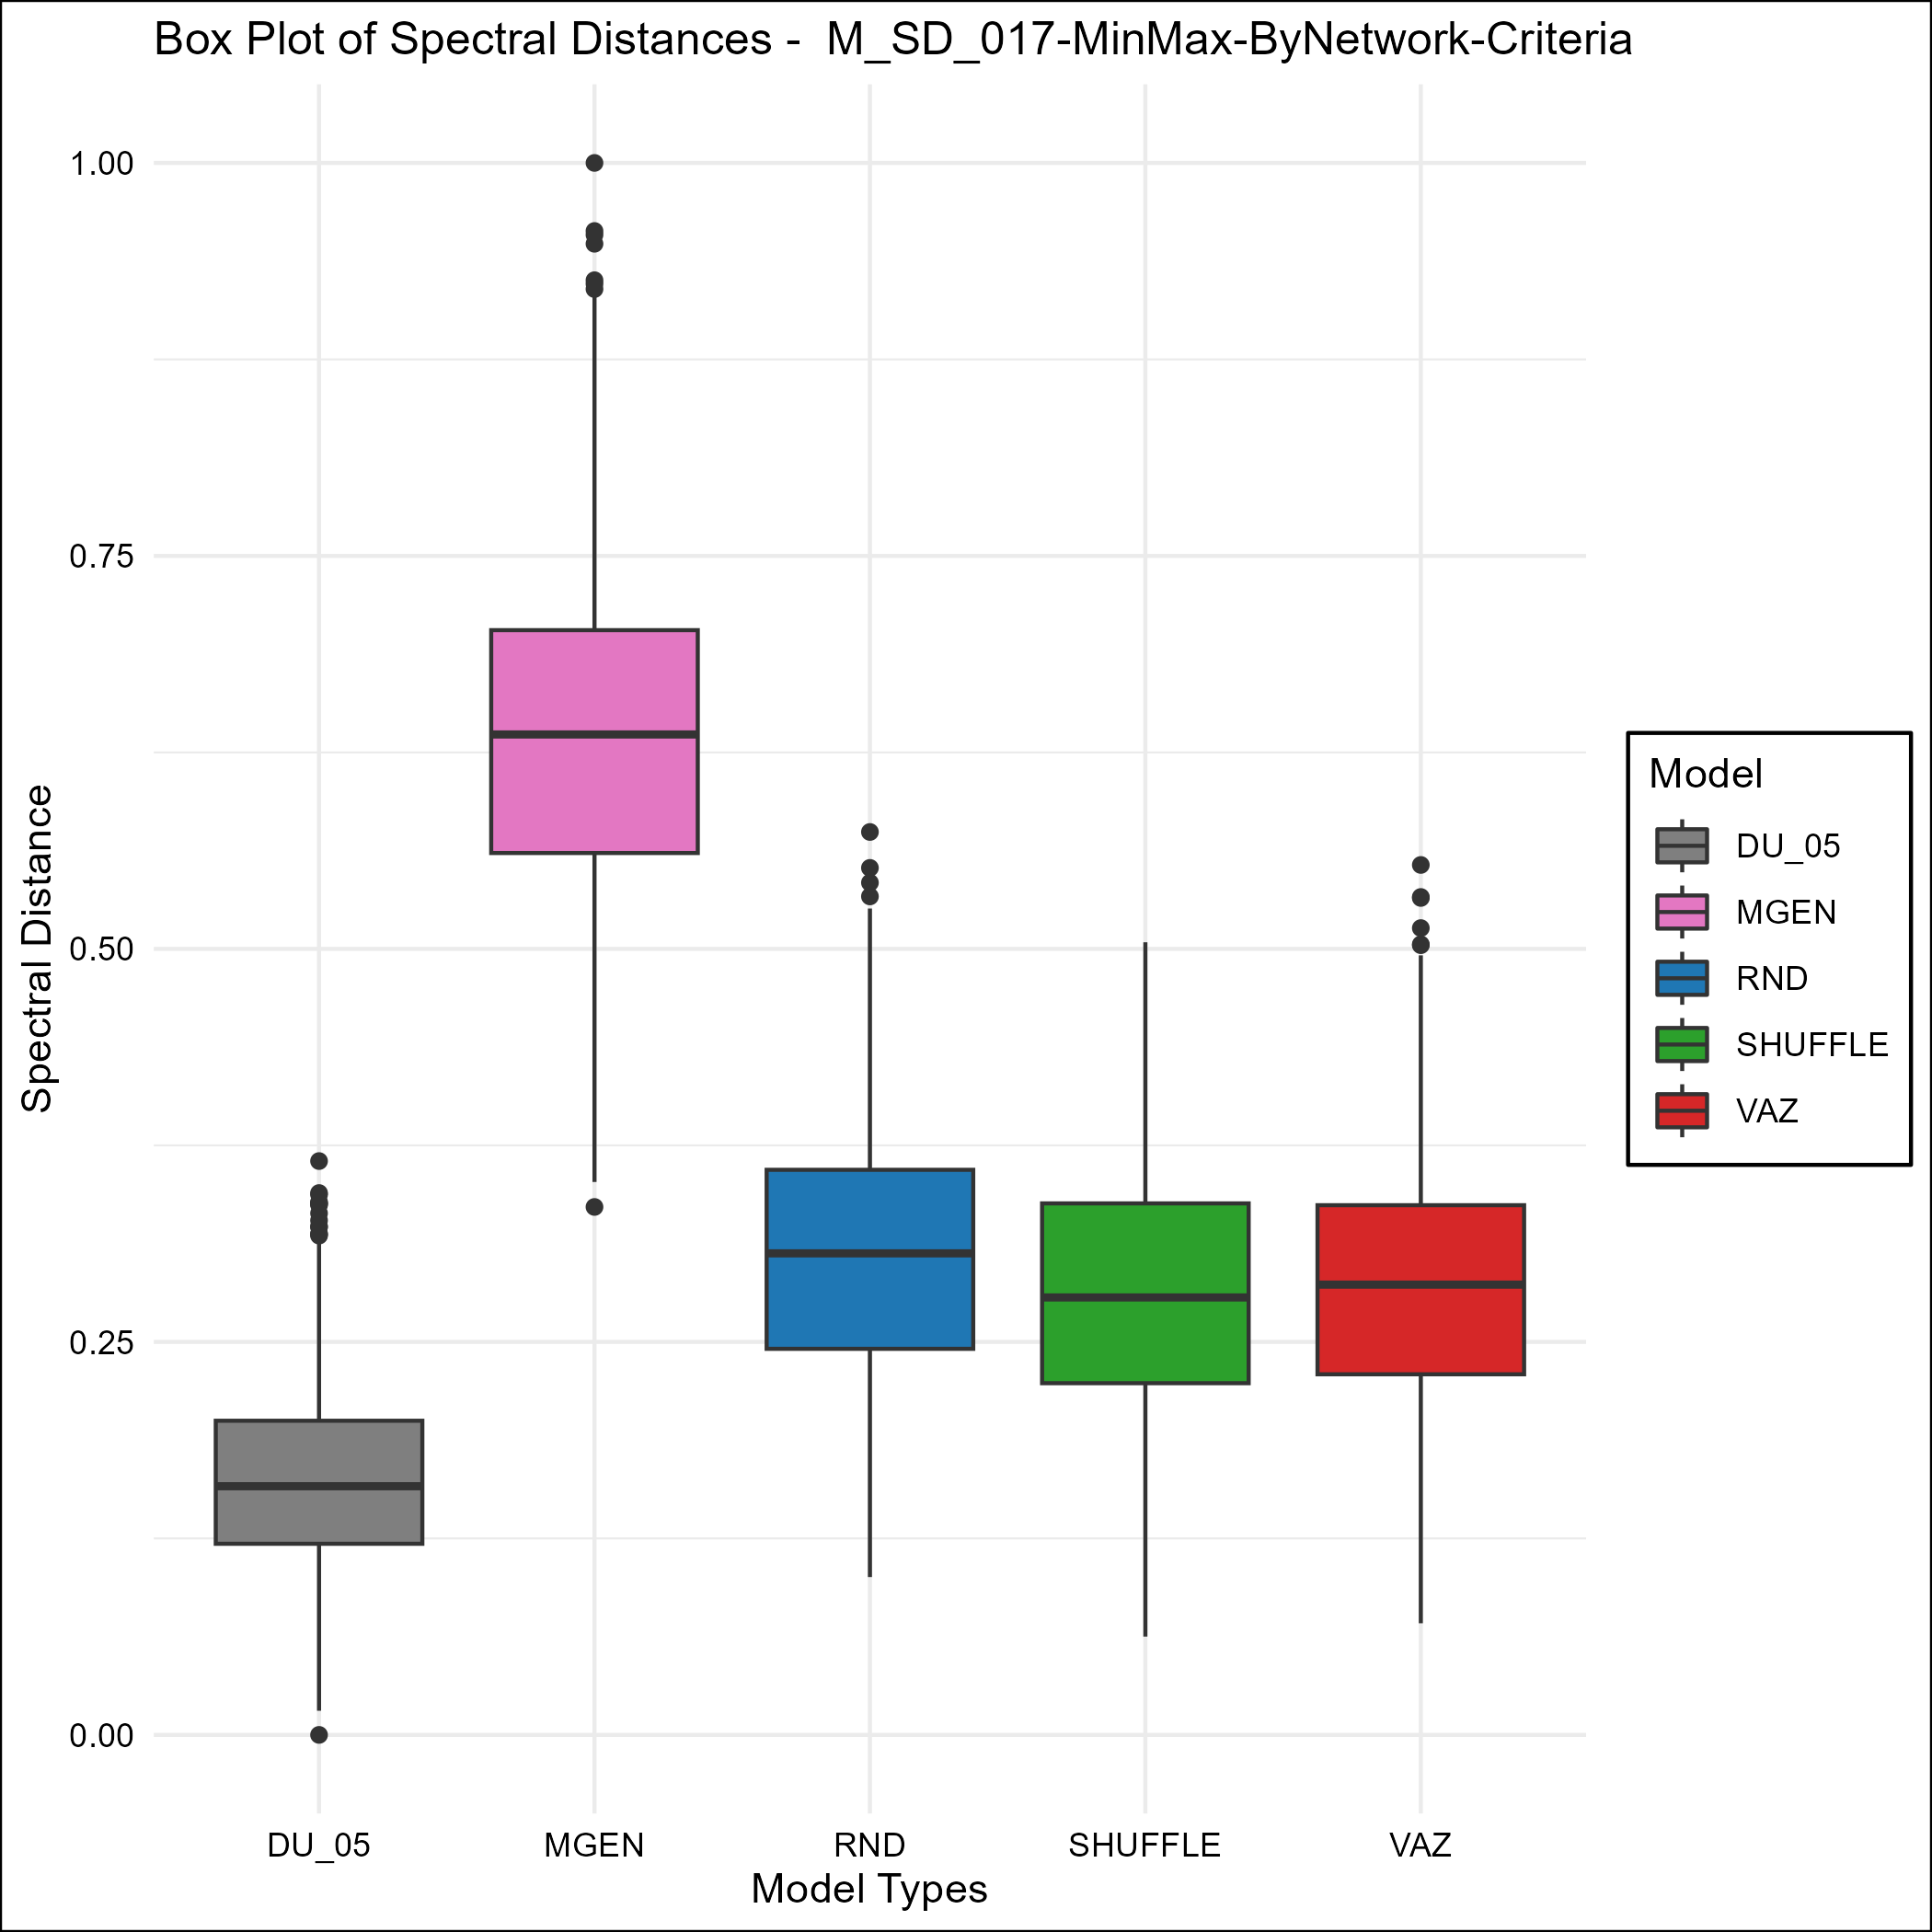 Box Plot of Spectral Distances -  M_SD_017-MinMax-ByNetwork-Criteria
Spectral Distance
1.00
0.75
0.50
0.25
0.00
DU_05 MGEN RND SHUFFLE VAZ
Model Types
Model
DU_05
MGEN
RND
SHUFFLE
VAZ